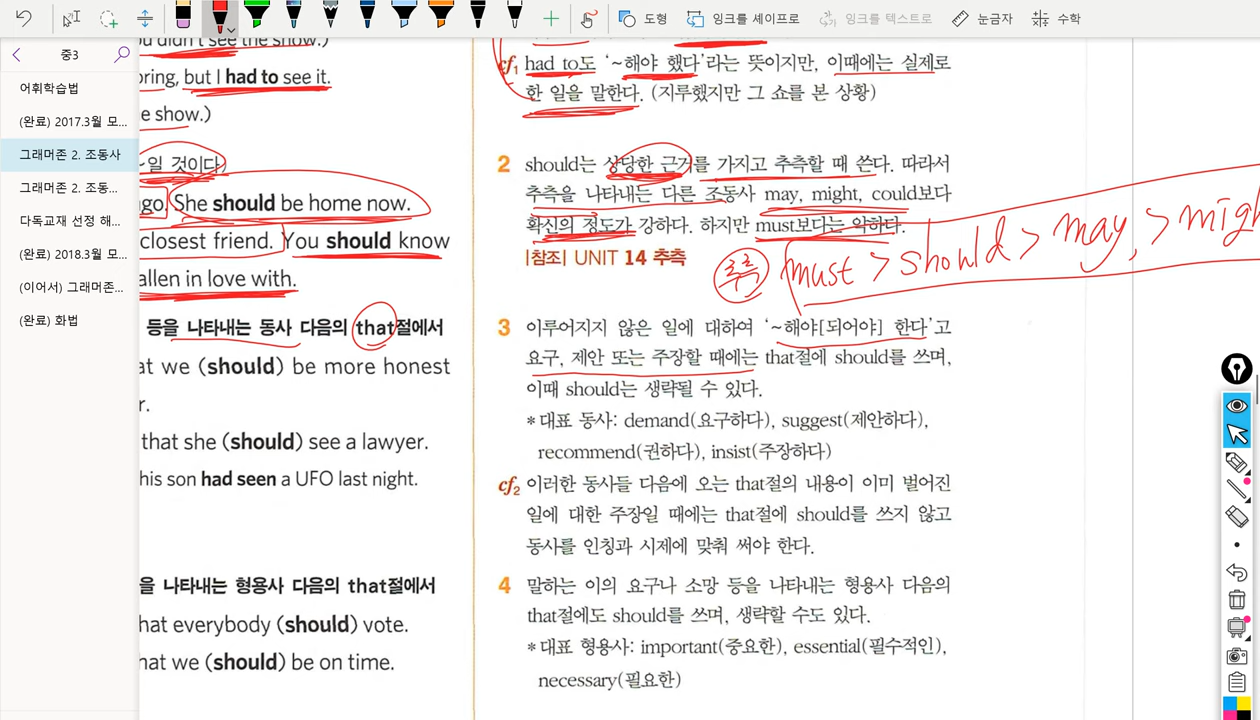 도형
잉크를 셰이프로
잉크를 텍스트로
눈금자
수학
중3
어휘학습법
(완료) 2017.3월 모...
그래머존 2. 조동사
그래머존 2. 조동...
다독교재 선정 해...
(완료) 2018.3월 모...
(이어서) 그래머존...
(완료) 화법
ou didn't see the show.)
oring, but I had to see it.
e show.)
~일 것이다
ago. She should be home now.
closest friend. You should know
allen in love with.
등을 나타내는 동사 다음의 that절에서
at we (should) be more honest
r.
that she (should) see a lawyer.
his son had seen a UFO last night.
을 나타내는 형용사 다음의 that절에서
hat everybody (should) vote.
hat we (should) be on time.
cf1 had to도 '~해야 했다'라는 뜻이지만, 이때에는 실제로
한 일을 말한다. (지루했지만 그 쇼를 본 상황)
2 should는 상당한 근거를 가지고 추측할 때 쓴다. 따라서
추측을 나타내는 다른 조동사 may, might, could보다
확신의 정도가 강하다. 하지만 must보다는 약하다.
|참조| UNIT 14 추측
추측 must > should > may, > migh
3 이루어지지 않은 일에 대하여 '~해야[되어야] 한다'고
요구, 제안 또는 주장할 때에는 that절에 should를 쓰며,
이때 should는 생략될 수 있다.
*대표 동사: demand(요구하다), suggest(제안하다),
recommend(권하다), insist(주장하다)
cf2 이러한 동사들 다음에 오는 that절의 내용이 이미 벌어진
일에 대한 주장일 때에는 that절에 should를 쓰지 않고
동사를 인칭과 시제에 맞춰 써야 한다.
4 말하는 이의 요구나 소망 등을 나타내는 형용사 다음의
that절에도 should를 쓰며, 생략할 수도 있다.
*대표 형용사: important(중요한), essential(필수적인),
necessary(필요한)